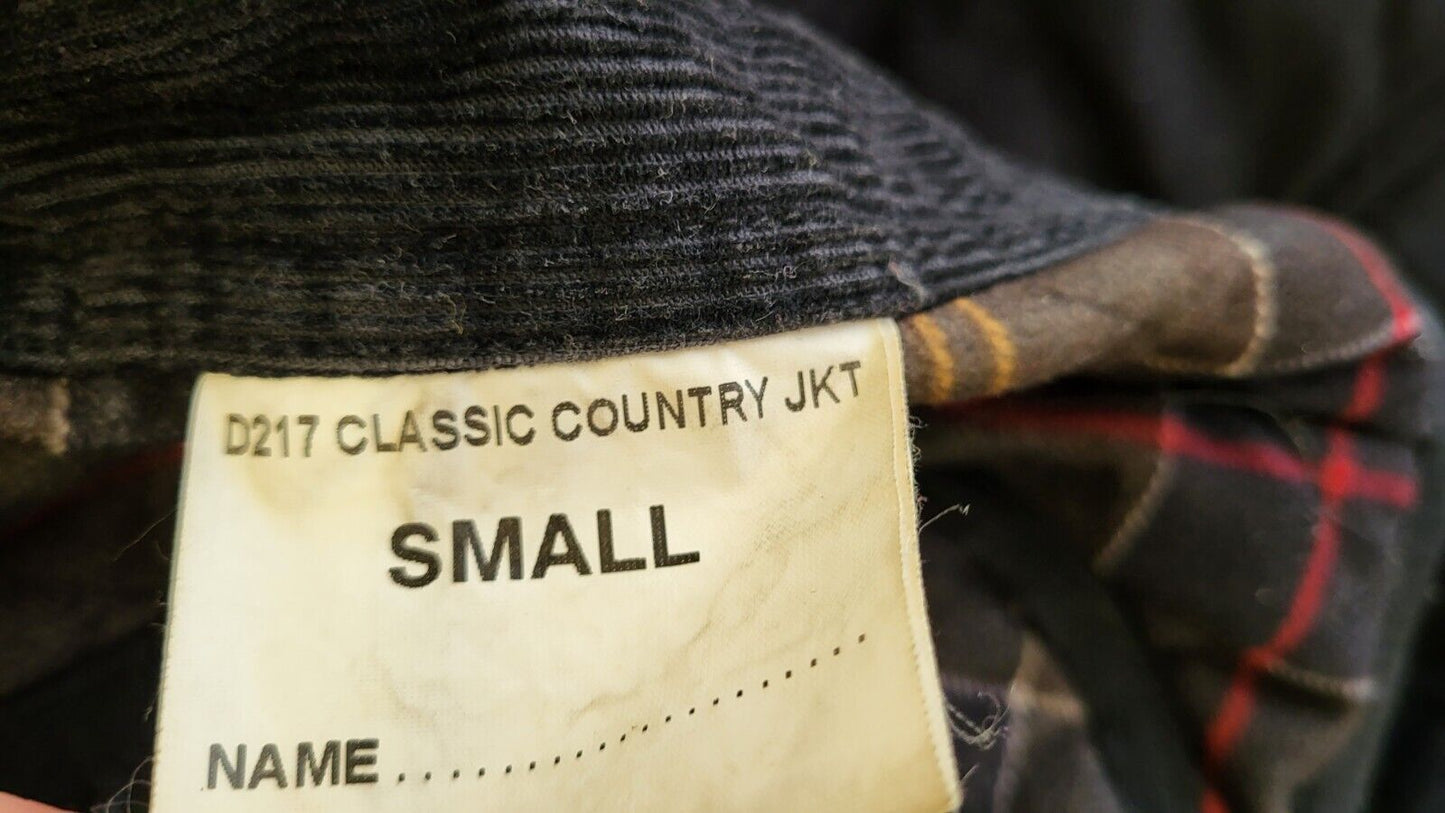 D217 CLASSIC COUNTRY JKT
SMALL
NAME..................